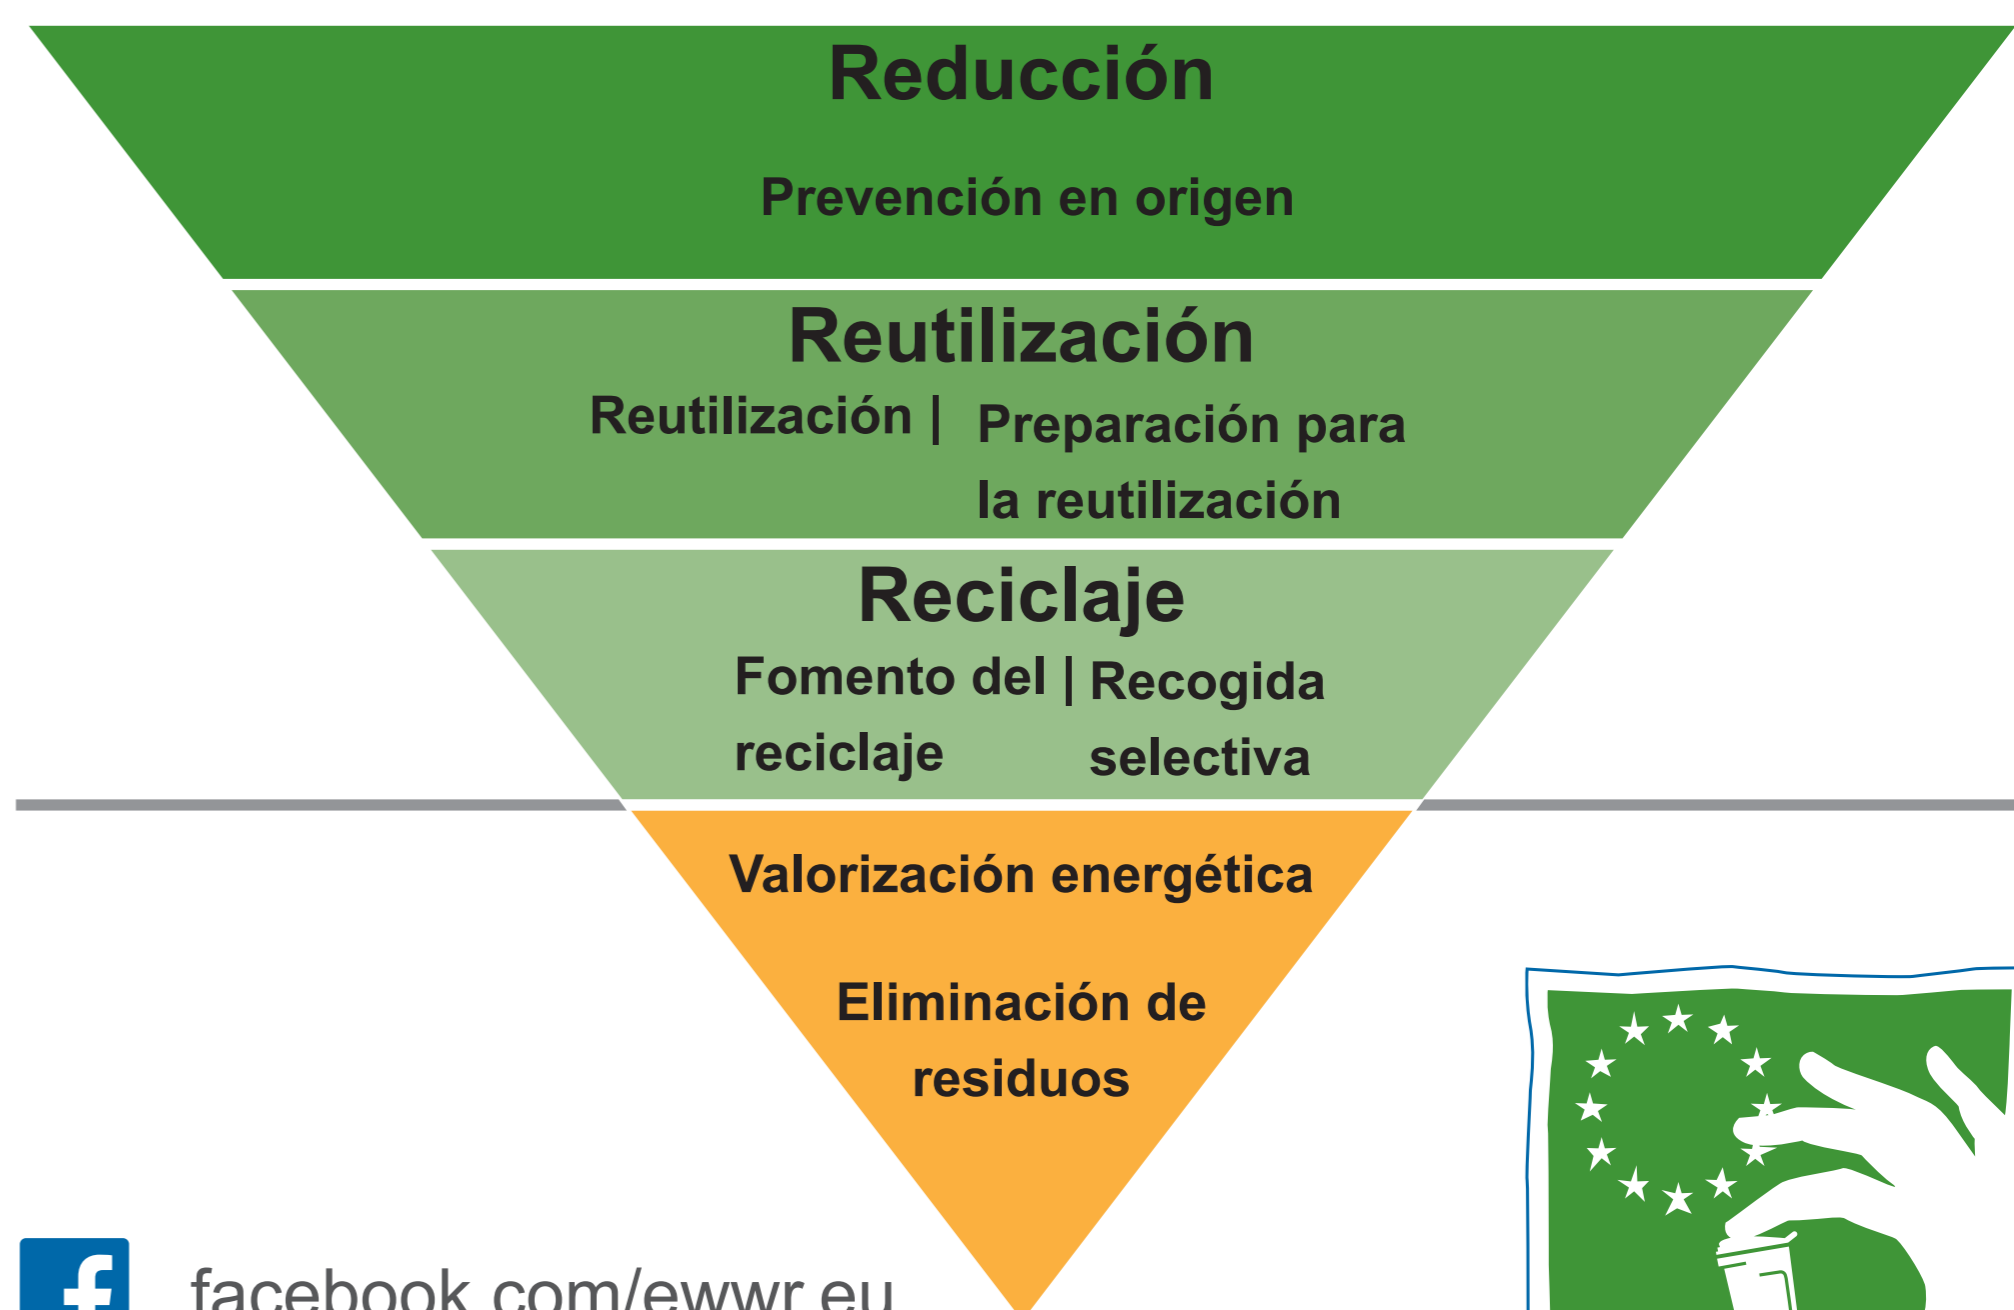 Reducción
Prevención en origen
Reutilización
Reutilización | Preparación para
la reutilización
Reciclaje
Fomento del | Recogida
reciclaje selectiva
Valorización energética
Eliminación de
residuos
facebook.com/ewwr.eu